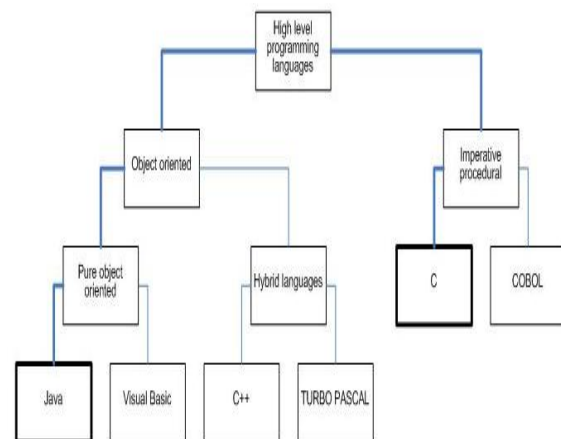 High level
programming
languages
Object oriented
Imperative
procedural
Pure object
oriented
Hybrid languages
C
COBOL
Java
Visual Basic
C++
TURBO PASCAL